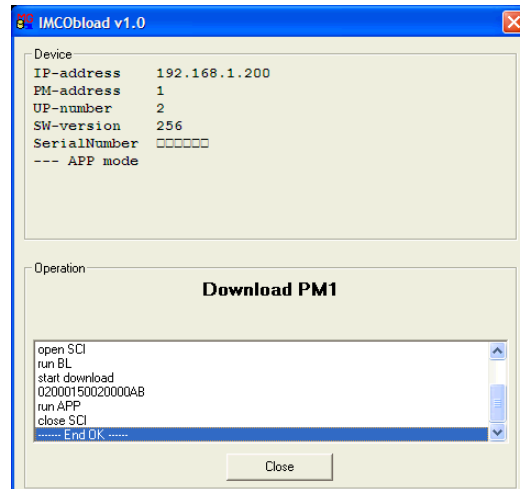 IMCObload v1.0
Device
IP-address 192.168.1.200
PM-address 1
UP-number 2
SW-version 256
SerialNumber □□□□□□
--- APP mode
Operation
Download PM1
open SCI
run BL
start download
02000150020000AB
run APP
close SCI
------- End OK ------
Close